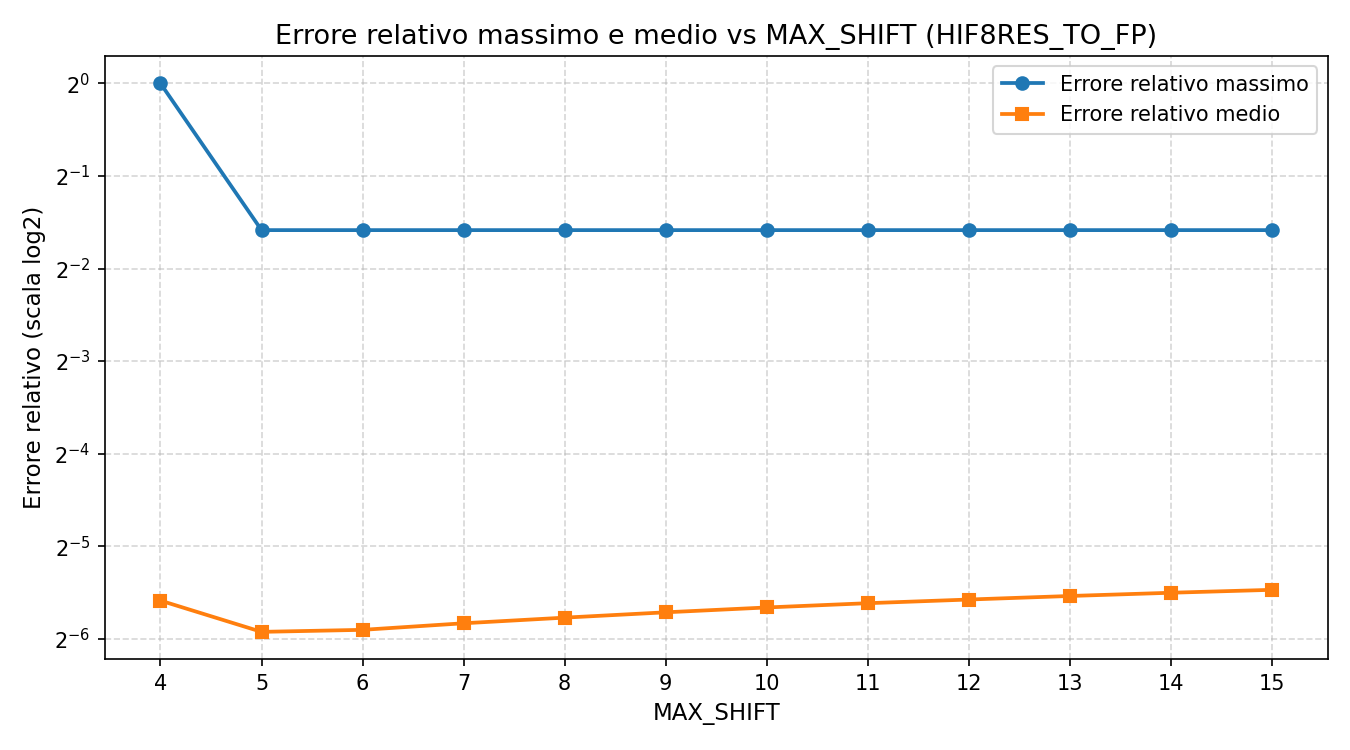 Errore relativo massimo e medio vs MAX_SHIFT (HIF8RES_TO_FP)
Errore relativo massimo
Errore relativo medio
Errore relativo (scala log2)
2⁰
2⁻¹
2⁻²
2⁻³
2⁻⁴
2⁻⁵
2⁻⁶
4 5 6 7 8 9 10 11 12 13 14 15
MAX_SHIFT